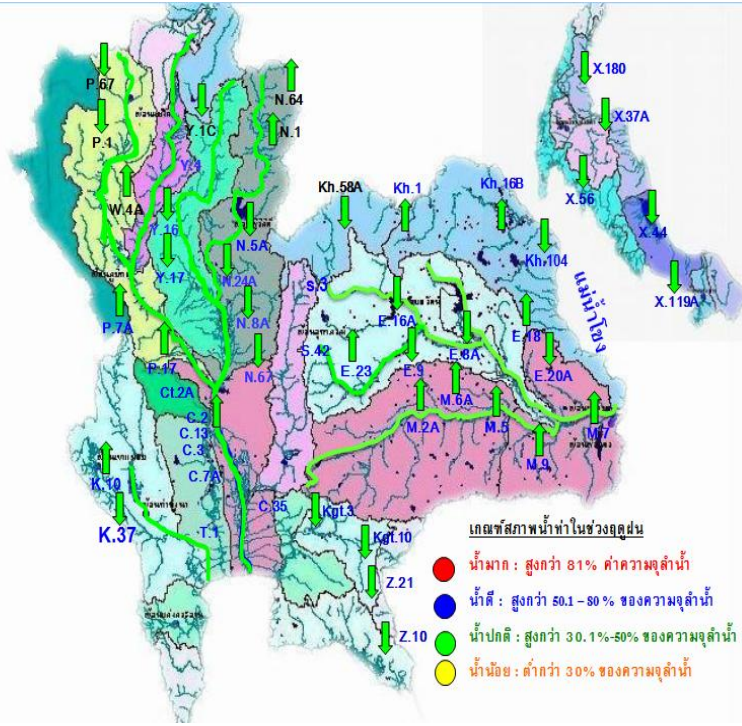 P.67
P.1
W.4A
Y.1C
Y.4
Y.16
Y.17
N.64
N.1
N.5A
N.24A
N.8A
N.67
P.7A
P.17
Kh.58A
Kh.1
Kh.16B
Kh.104
แม่น้ำโขง
S.3
S.42
E.16A
E.8A
E.23
E.9
E.18
E.20A
M.6A
M.2A
M.5
M.9
M.7
Ct.2A
C.2
C.13
C.3
C.7A
C.35
K.10
K.37
T.1
Kgt.3
Kgt.10
Z.21
Z.10
X.180
X.37A
X.56
X.44
X.119A
เกณฑ์สภาพน้ำท่าในช่วงฤดูฝน
น้ำมาก : สูงกว่า 81% ค่าความจุลำน้ำ
น้ำดี : สูงกว่า 50.1 – 80 % ของความจุลำน้ำ
น้ำปกติ : สูงกว่า 30.1%-50% ของความจุลำน้ำ
น้ำน้อย : ต่ำกว่า 30% ของความจุลำน้ำ